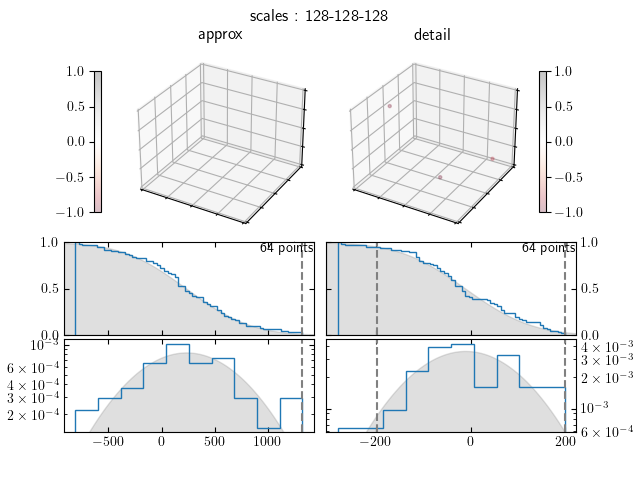 scales : 128-128-128
approx
detail
1.0
0.5
0.0
−0.5
−1.0
1.0
0.5
0.0
−0.5
−1.0
1.0
0.5
0.0
64 points
64 points
1.0
0.5
0.0
10⁻³
6 × 10⁻⁴
4 × 10⁻⁴
3 × 10⁻⁴
2 × 10⁻⁴
4 × 10⁻³
3 × 10⁻³
2 × 10⁻³
10⁻³
6 × 10⁻⁴
−500 0 500 1000
−200 0 200